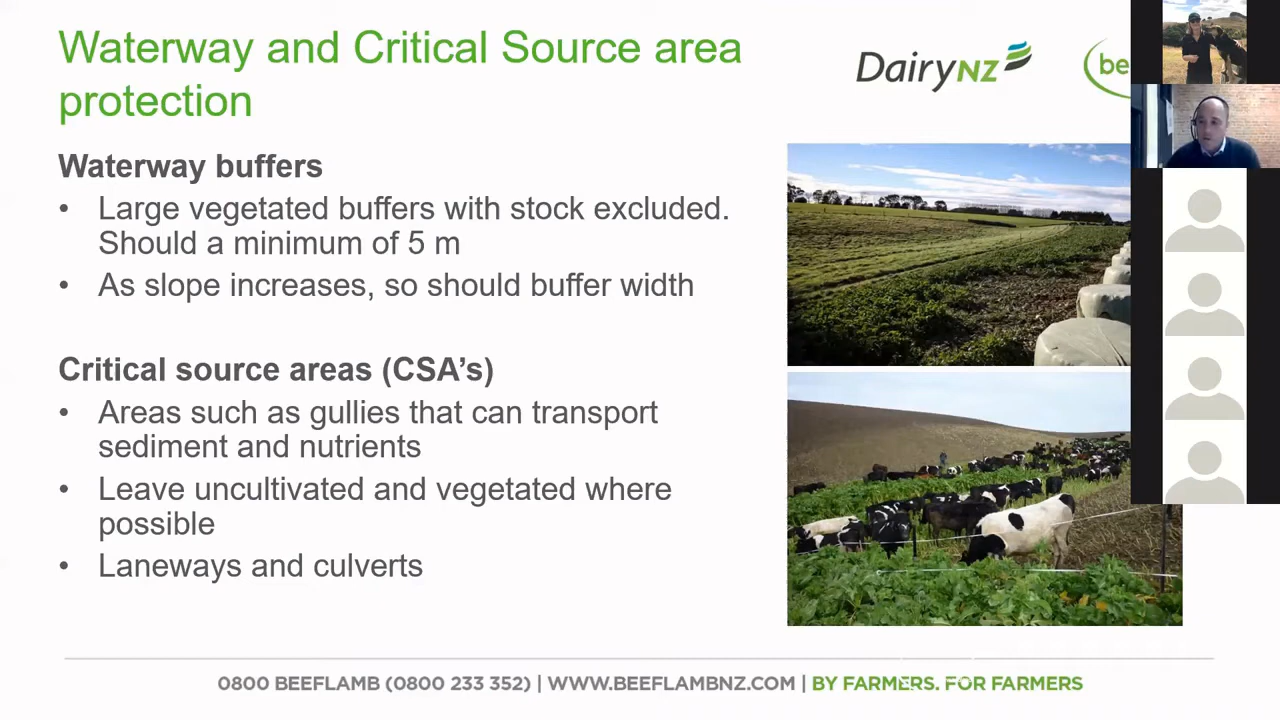 Waterway and Critical Source area
protection
DairyNZ
be
Waterway buffers
• Large vegetated buffers with stock excluded.
Should a minimum of 5 m
• As slope increases, so should buffer width
Critical source areas (CSA’s)
• Areas such as gullies that can transport
sediment and nutrients
• Leave uncultivated and vegetated where
possible
• Laneways and culverts
0800 BEEFLAMB (0800 233 352) | WWW.BEEFLAMBNZ.COM | BY FARMERS. FOR FARMERS